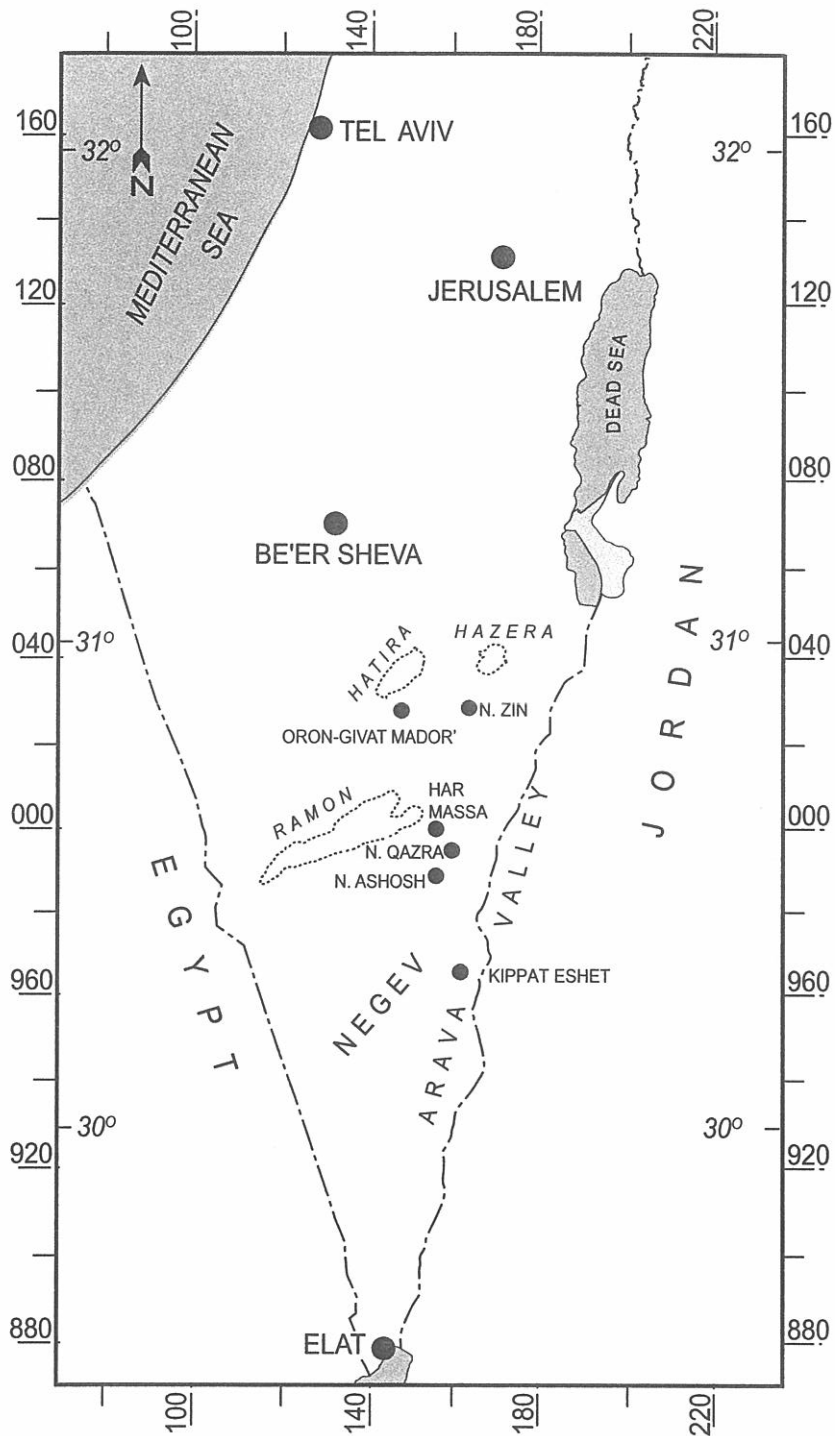 100
140
180
220
160
32°
120
080
31°
040
000
960
30°
920
880
N
MEDITERRANEAN
SEA
TEL AVIV
JERUSALEM
DEAD SEA
BE'ER SHEVA
HATIRA
HAZERA
N. ZIN
ORON-GIVAT MADOR'
RAMON
HAR
MASSA
N. QAZRA
N. ASHOSH
KIPPAT ESHET
NEGEV
ARAVA VALLEY
EGYPT
JORDAN
ELAT
160
32°
120
080
31°
040
000
960
30°
920
880
100
140
180
220